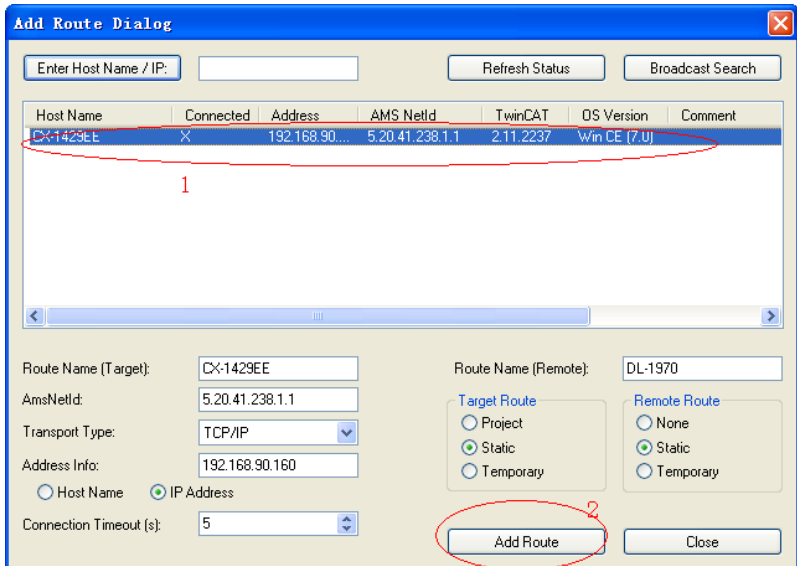 Add Route Dialog
Enter Host Name / IP: Refresh Status Broadcast Search
Host Name Connected Address AMS NetId TwinCAT OS Version Comment
CX-1429EE X 192.168.90.... 5.20.41.238.1.1 2.11.2237 Win CE (7.0)
1
Route Name (Target): CX-1429EE Route Name (Remote): DL-1970
AmsNetId: 5.20.41.238.1.1 Target Route Remote Route
Project None
Transport Type: TCP/IP Static Static
Address Info: 192.168.90.160 Temporary Temporary
Host Name IP Address
2
Connection Timeout (s): 5 Add Route Close